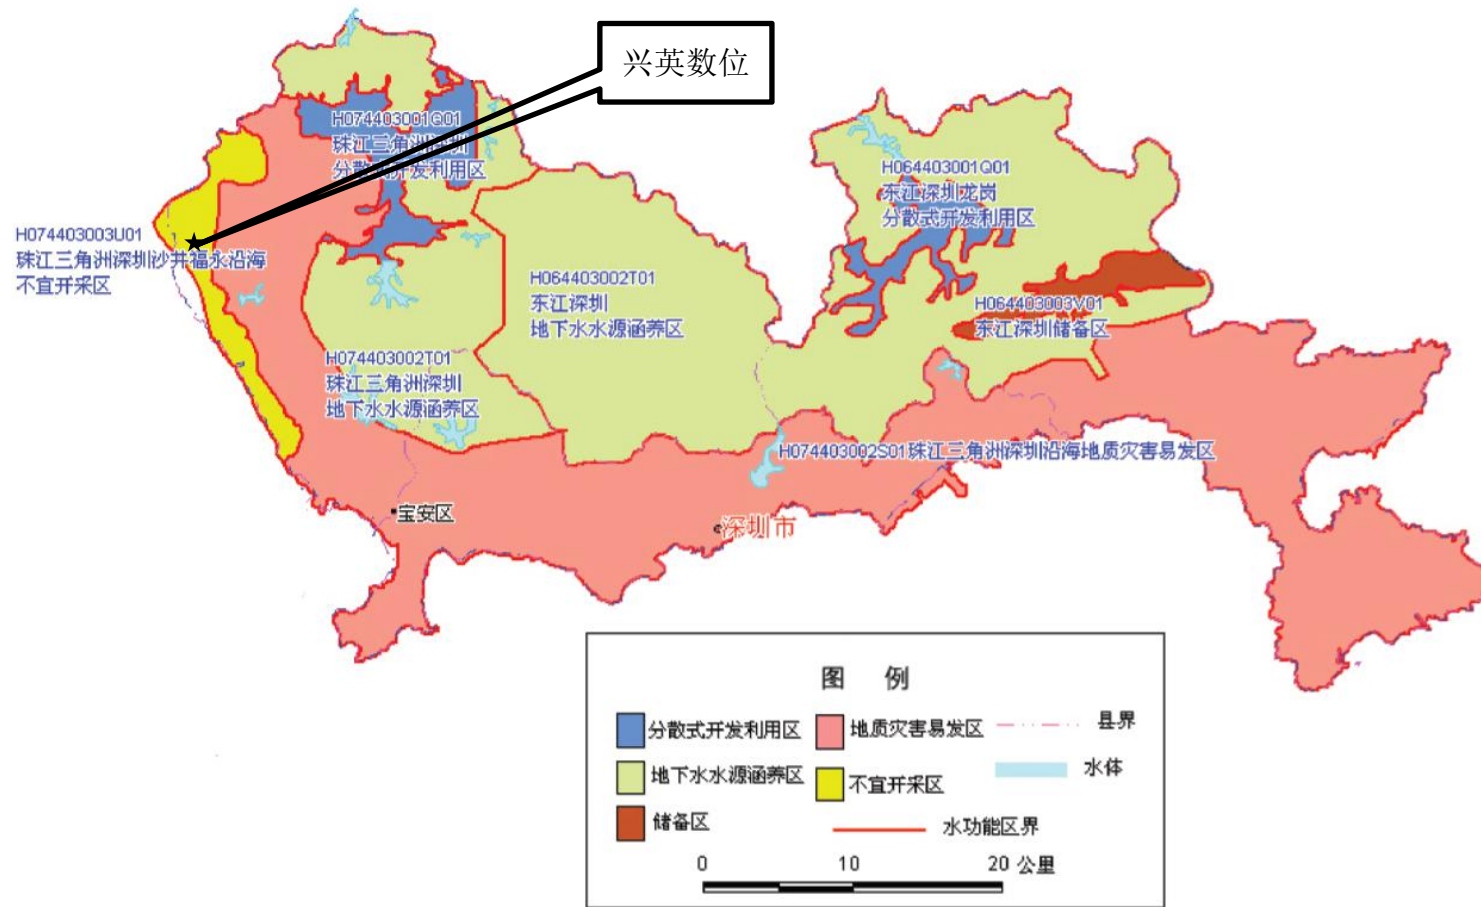 兴英数位
H074403001Q01
珠江三角洲深圳
分散式开发利用区
H064403001Q01
东江深圳龙岗
分散式开发利用区
H074403003U01
珠江三角洲深圳沙井福永沿海
不宜开采区
H064403002T01
东江深圳
地下水水源涵养区
H064403003V01
东江深圳储备区
H074403002T01
珠江三角洲深圳
地下水水源涵养区
H074403002S01珠江三角洲深圳沿海地质灾害易发区
宝安区
深圳市
图 例
分散式开发利用区
地质灾害易发区
县界
地下水水源涵养区
不宜开采区
水体
储备区
水功能区界
0 10 20 公里